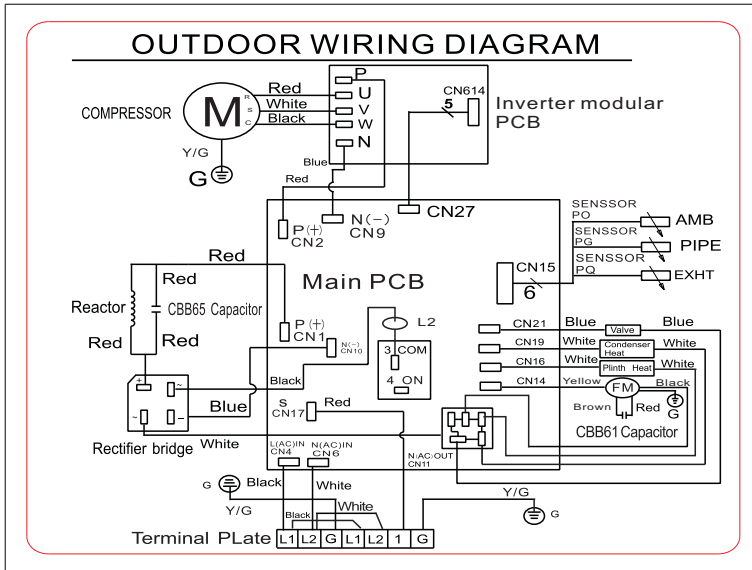 OUTDOOR WIRING DIAGRAM
P
CN614
Red
U
R
COMPRESSOR
M
S
White
V
5
Inverter modular
PCB
C
Black
W
N
Y/G
Blue
G
Red
SENSSOR
PO
AMB
P(+)
CN2
N(−)
CN9
CN27
SENSSOR
PG
PIPE
Red
CN15
SENSSOR
PQ
EXHT
Red
Main PCB
6
Reactor
CBB65 Capacitor
P(+)
CN1
L2
CN21
Blue
Valve
Blue
Red
Red
N(−)
CN10
3 COM
CN19
White
Condenser
Heat
White
CN16
White
Plinth Heat
White
+
~
Black
4 ON
CN14
Yellow
FM
Black
~
−
Blue
S
CN17
Red
Brown
Red
G
CBB61 Capacitor
Rectifier bridge
White
L(AC)IN
CN4
N(AC)IN
CN6
N(AC)OUT
CN11
G
Black
White
Y/G
Y/G
Black
White
G
Terminal PLate
L1
L2
G
L1
L2
1
G